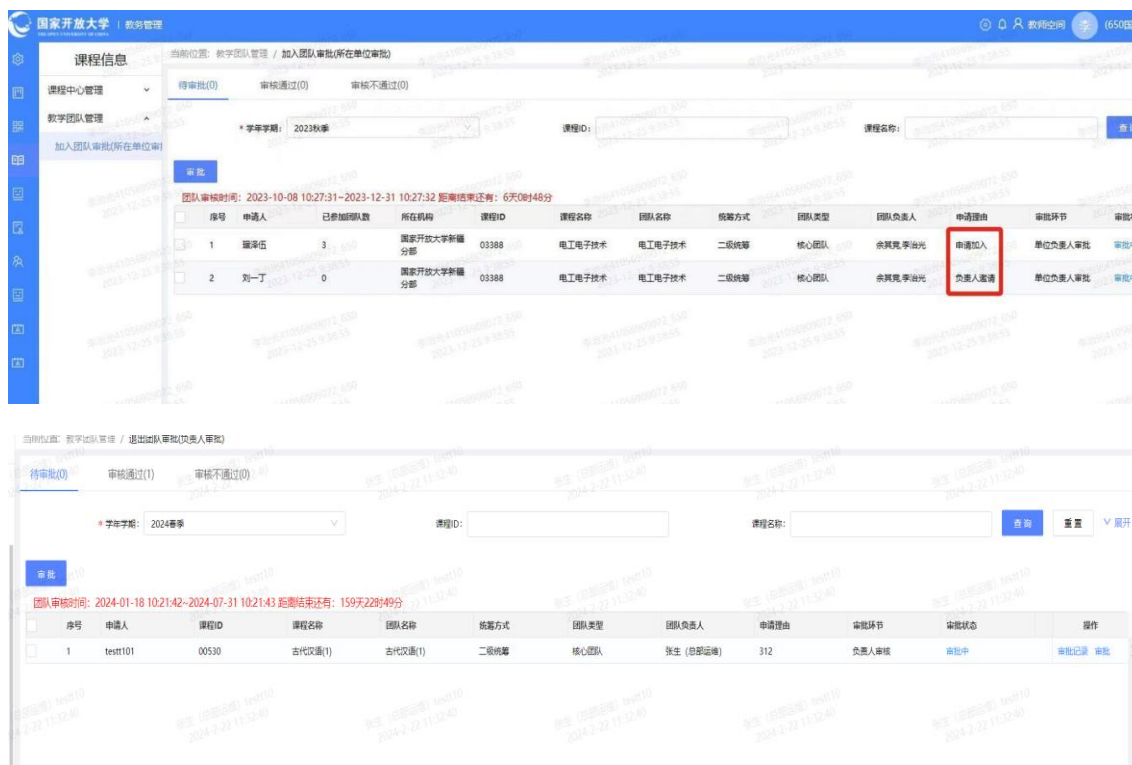 国家开放大学 | 教务管理
教师空间
课程信息
当前位置: 教学团队管理 / 加入团队审批(所在单位审批)
课程中心管理
待审批(0) 审核通过(0) 审核不通过(0)
教学团队管理
* 学年学期: 2023秋季 课程ID: 课程名称:
加入团队审批(所在单位审
审批
团队审核时间: 2023-10-08 10:27:31~2023-12-31 10:27:32 距离结束还有: 6天0时48分
序号 申请人 已参加团队数 所在机构 课程ID 课程名称 团队名称 统筹方式 团队类型 团队负责人 申请理由 审批环节
1 3 国家开放大学新疆分部 03388 电工电子技术 电工电子技术 二级统筹 核心团队 申请加入 单位负责人审批
2 刘一丁 0 国家开放大学新疆分部 03388 电工电子技术 电工电子技术 二级统筹 核心团队 负责人邀请 单位负责人审批
当前位置: 教学团队管理 / 退出团队审批(负责人审批)
待审批(0) 审核通过(1) 审核不通过(0)
* 学年学期: 2024春季 课程ID: 课程名称: 查询 重置 展开
审批
团队审核时间: 2024-01-18 10:21:42~2024-07-31 10:21:43 距离结束还有: 159天22时49分
序号 申请人 课程ID 课程名称 团队名称 统筹方式 团队类型 团队负责人 申请理由 审批环节 审批状态 操作
1 testt101 00530 古代汉语(1) 古代汉语(1) 二级统筹 核心团队 张生 (总部运维) 312 负责人审核 审批中 审批记录 审批